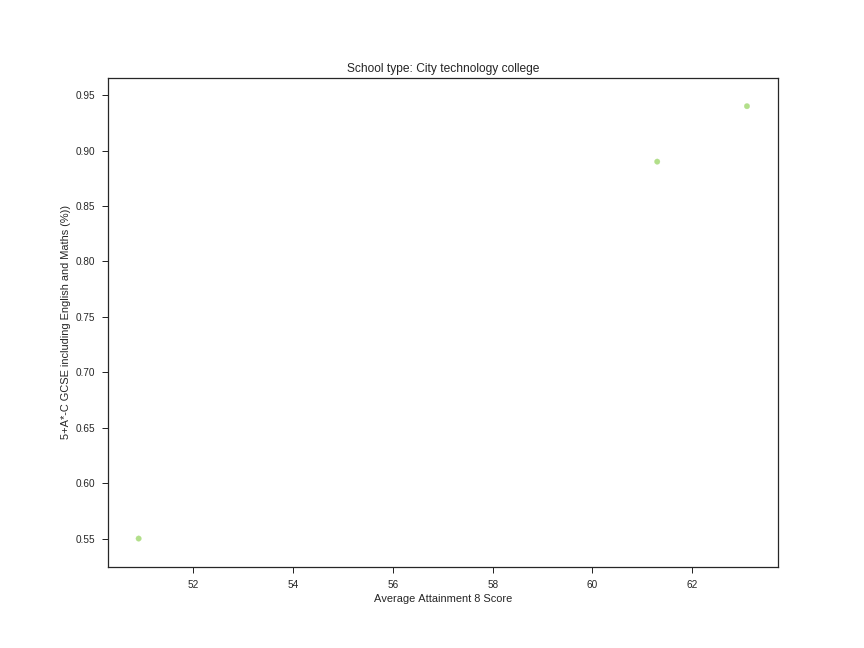 School type: City technology college
0.95
0.90
0.85
0.80
0.75
0.70
0.65
0.60
0.55
5+A*-C GCSE including English and Maths (%))
52 54 56 58 60 62
Average Attainment 8 Score